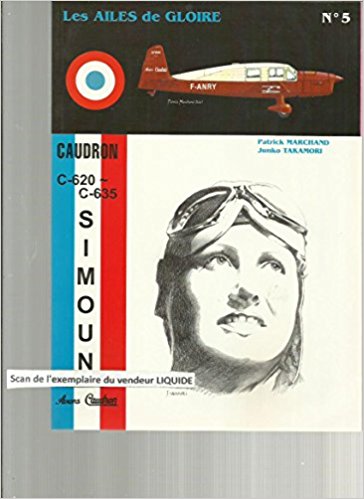 Les AILES de GLOIRE
N° 5
F-ANRY
Patrick MARCHAND
Junko TAKAMORI
CAUDRON
C-620 ~
C-635
SIMOUN
Scan de l'exemplaire du vendeur LIQUIDE
Avions Caudron